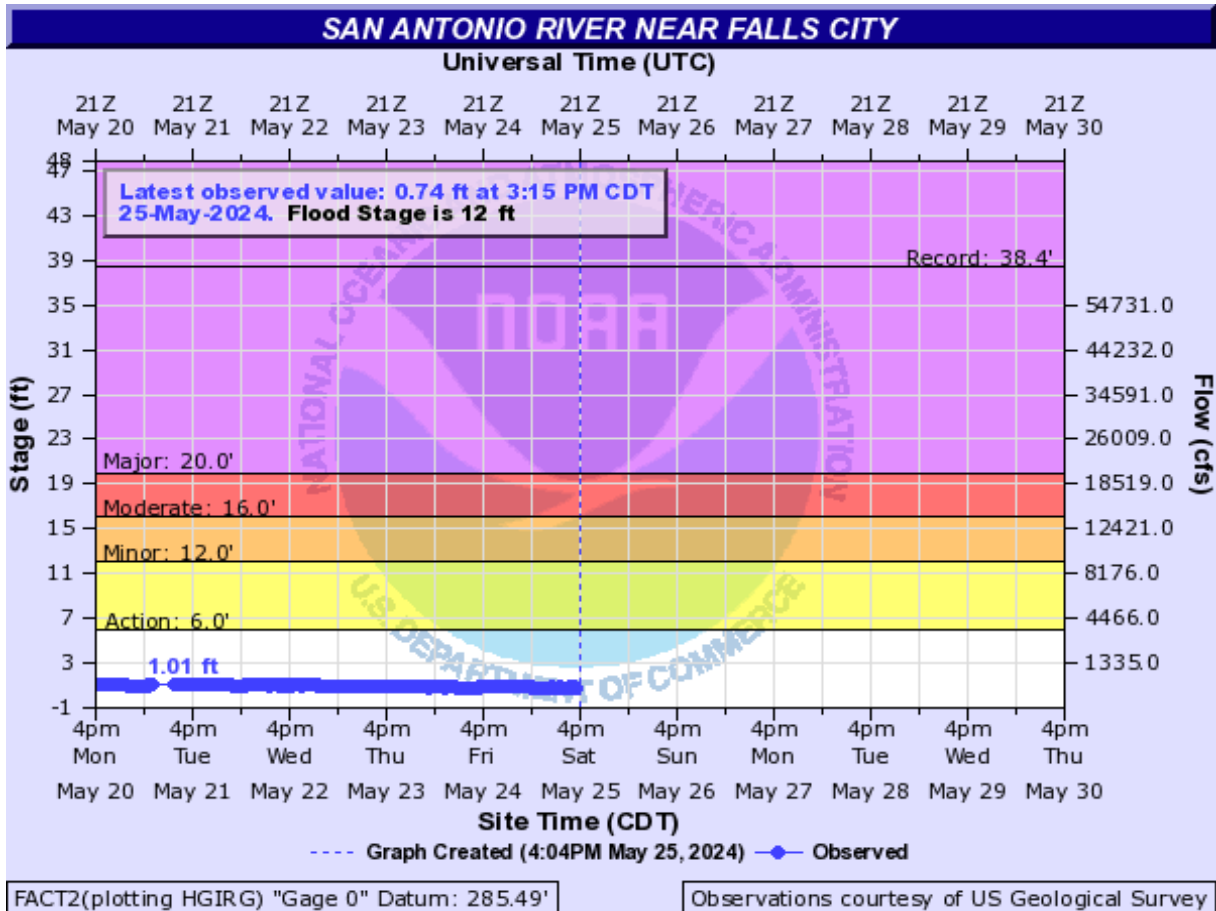 SAN ANTONIO RIVER NEAR FALLS CITY
Universal Time (UTC)
21Z 21Z 21Z 21Z 21Z 21Z 21Z 21Z 21Z 21Z 21Z
May 20 May 21 May 22 May 23 May 24 May 25 May 26 May 27 May 28 May 29 May 30
48
47
Latest observed value: 0.74 ft at 3:15 PM CDT
25-May-2024. Flood Stage is 12 ft
43
39
Record: 38.4'
35 54731.0
31 44232.0
27 34591.0
23 26009.0
Major: 20.0'
19 18519.0
Moderate: 16.0'
15 12421.0
Minor: 12.0'
11 8176.0
7 4466.0
Action: 6.0'
3 1335.0
1.01 ft
-1
Stage (ft)
Flow (cfs)
NATIONAL OCEANIC AND ATMOSPHERIC ADMINISTRATION
NOAA
U.S. DEPARTMENT OF COMMERCE
4pm 4pm 4pm 4pm 4pm 4pm 4pm 4pm 4pm 4pm 4pm
Mon Tue Wed Thu Fri Sat Sun Mon Tue Wed Thu
May 20 May 21 May 22 May 23 May 24 May 25 May 26 May 27 May 28 May 29 May 30
Site Time (CDT)
Graph Created (4:04PM May 25, 2024) Observed
FACT2(plotting HGIRG) "Gage 0" Datum: 285.49'
Observations courtesy of US Geological Survey